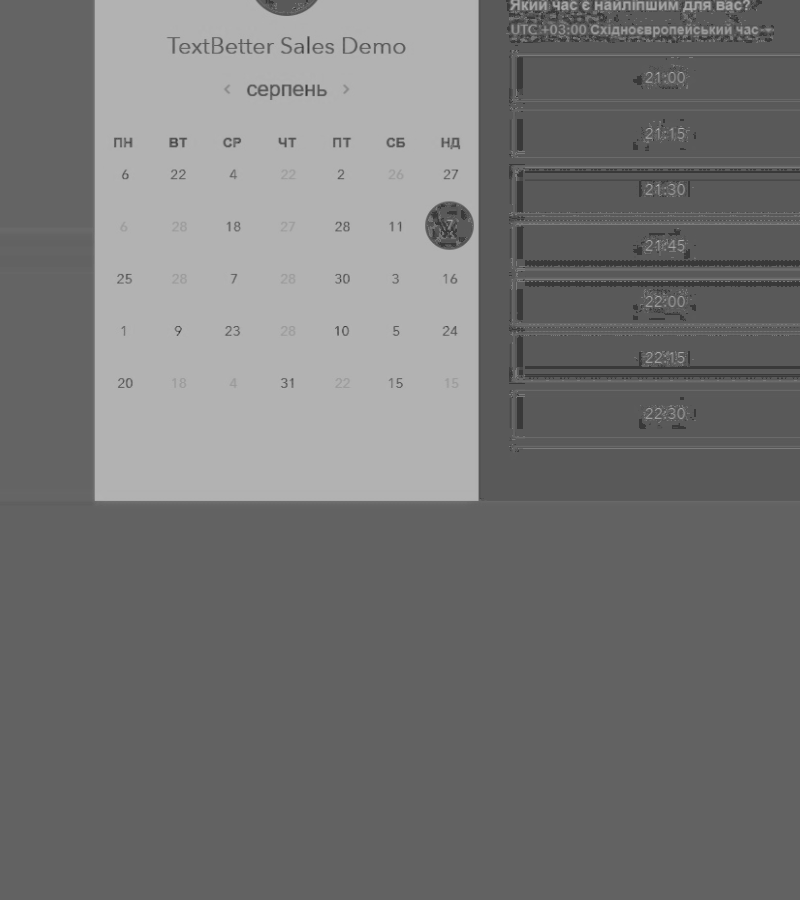 TextBetter Sales Demo
‹ серпень ›
ПН ВТ СР ЧТ ПТ СБ НД
6 22 4 22 2 26 27
6 28 18 27 28 11
25 28 7 28 30 3 16
1 9 23 28 10 5 24
20 18 4 31 22 15 15
Який час є найліпшим для вас?
UTC +03:00 Східноєвропейський час
21:00
21:15
21:30
21:45
22:00
22:15
22:30